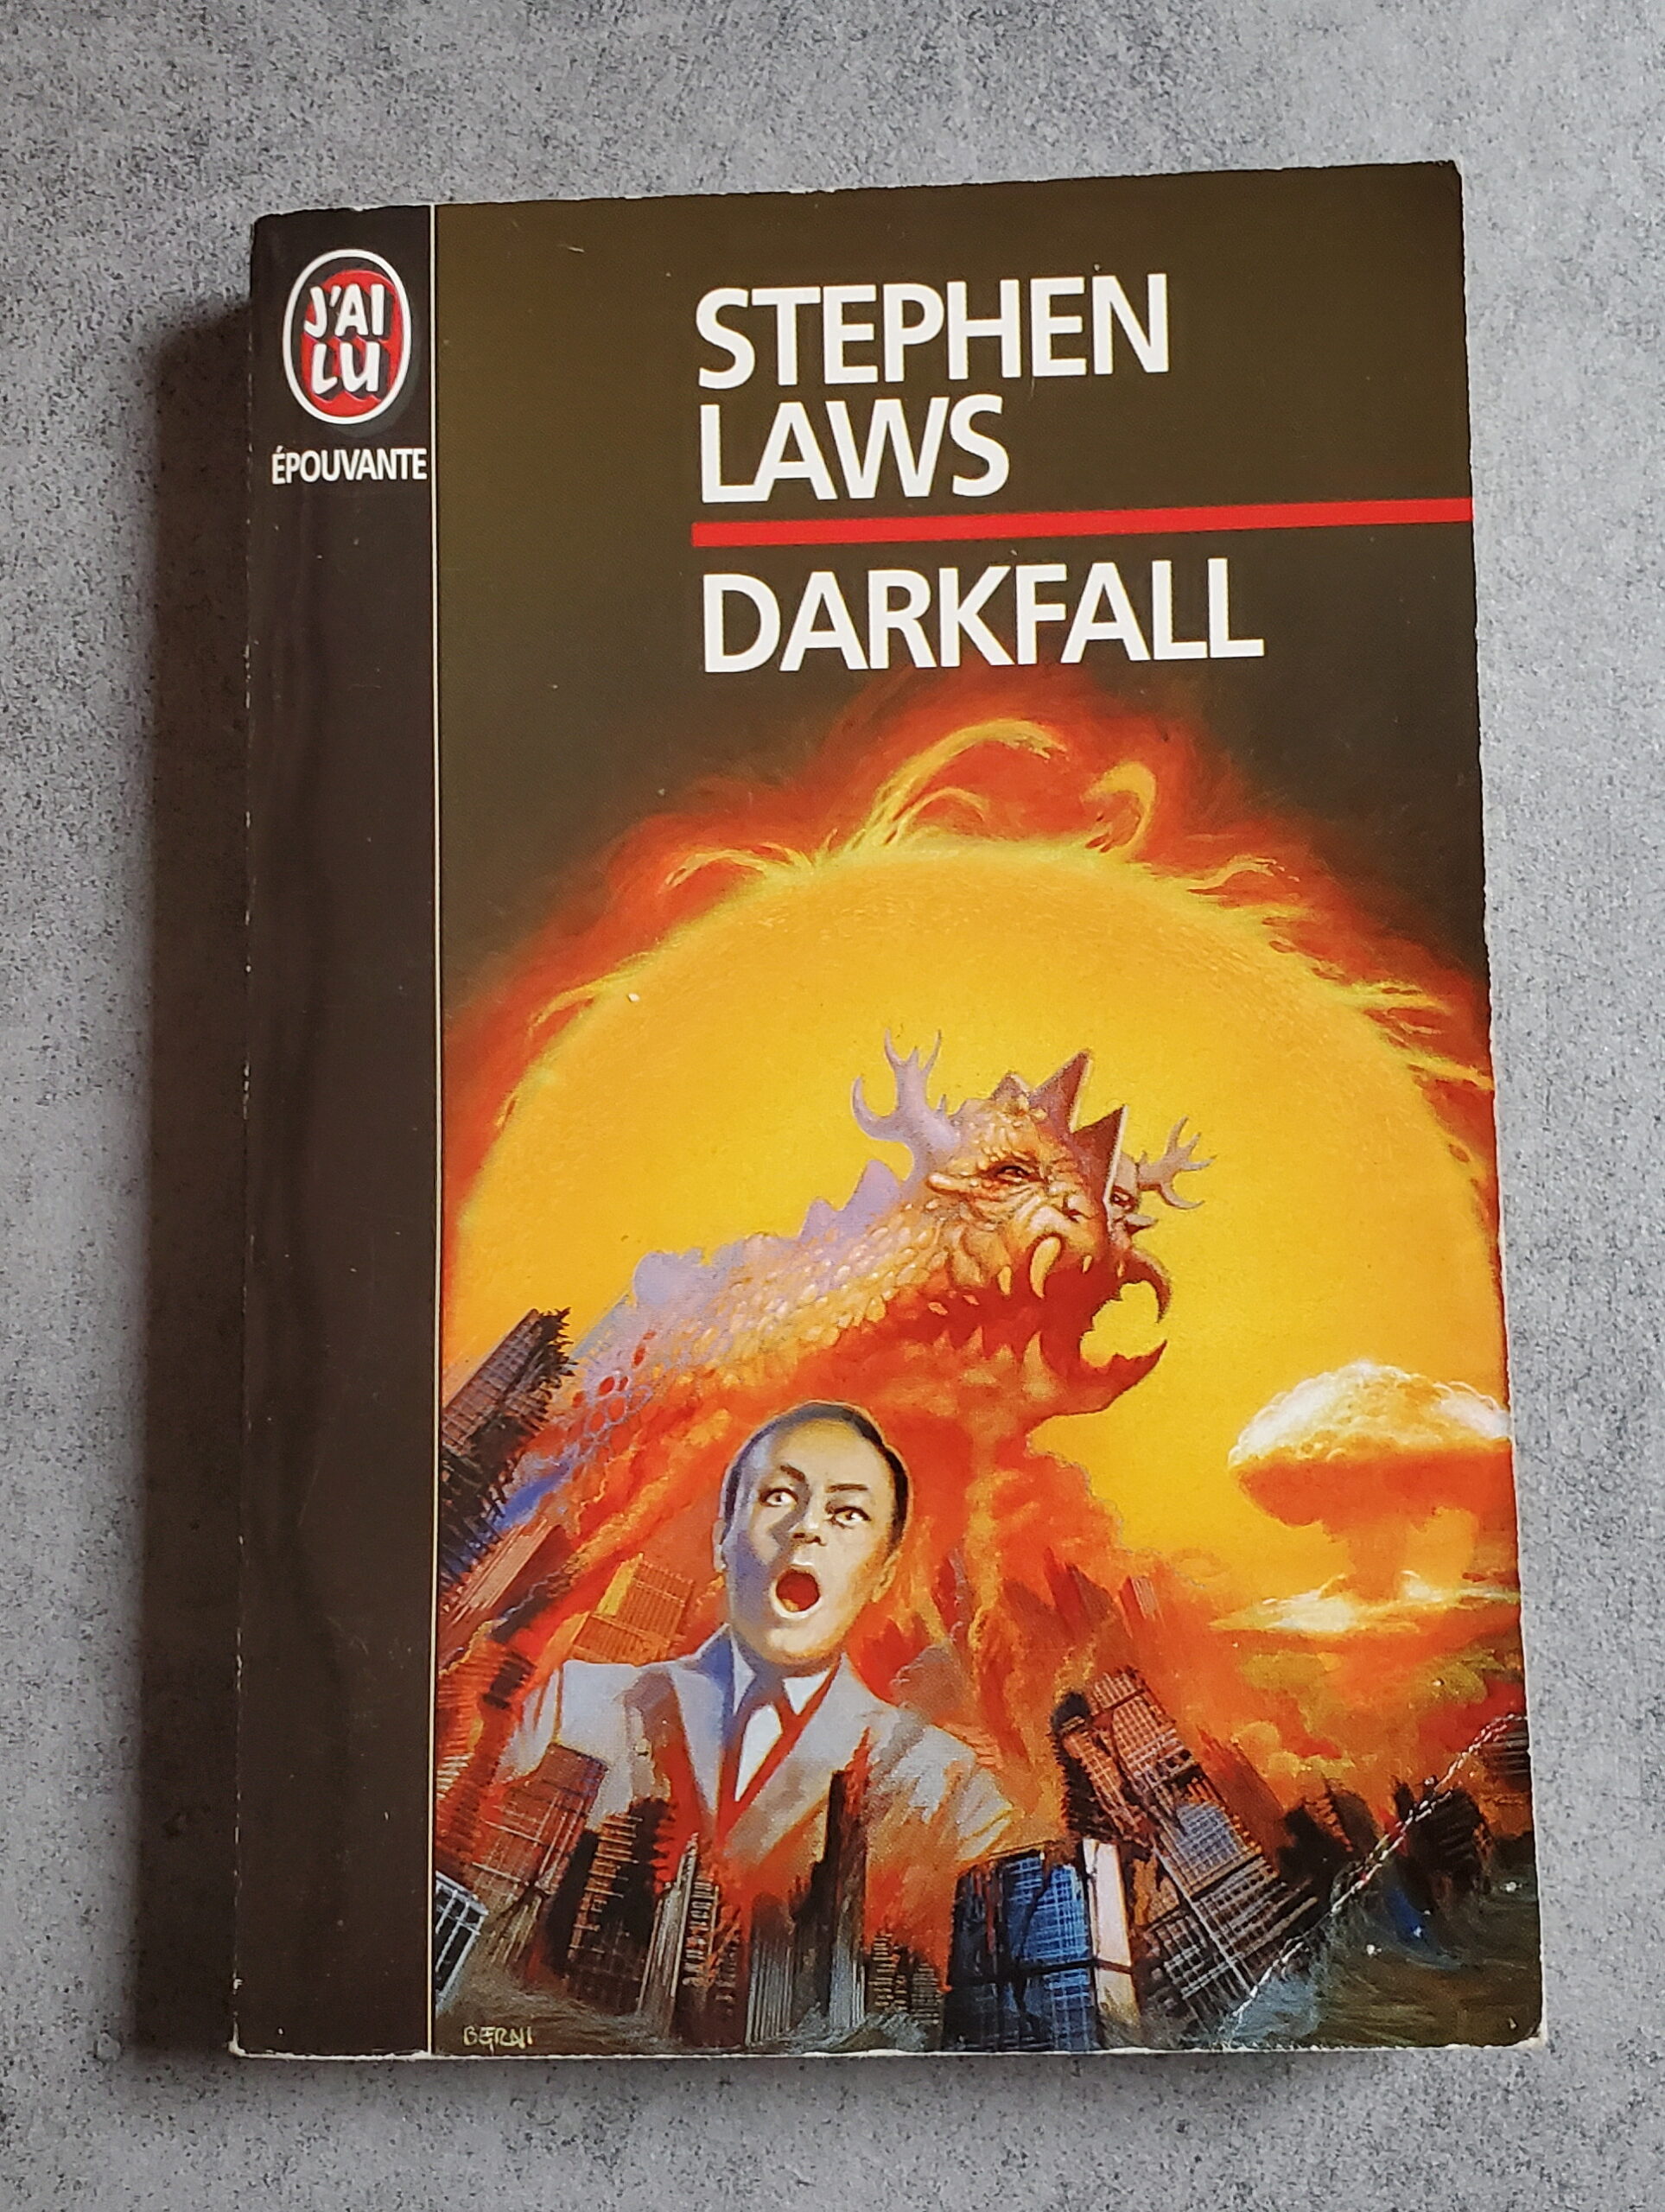 J'AI
LU
ÉPOUVANTE
STEPHEN
LAWS
DARKFALL
BERNI